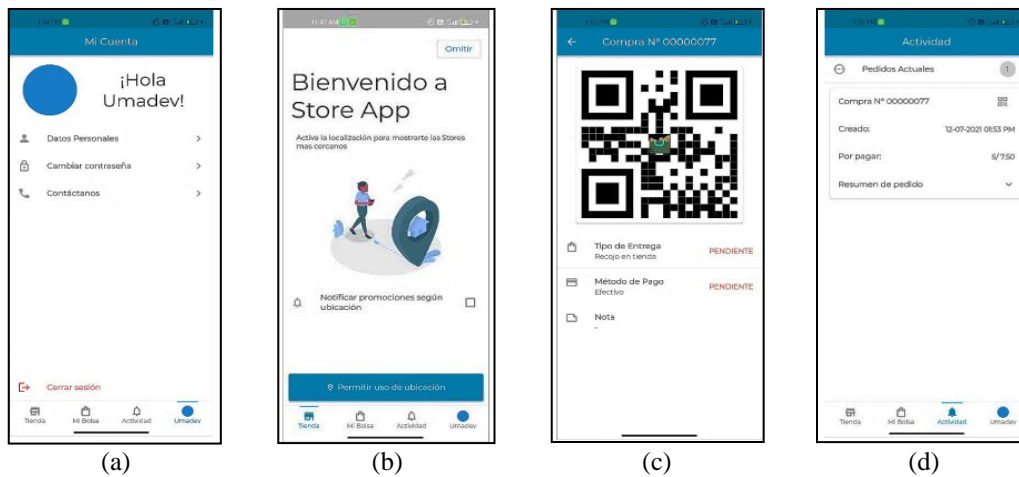 Mi Cuenta
¡Hola
Umadev!
Datos Personales
Cambiar contraseña
Contáctanos
Cerrar sesión
Tienda
Mi Bolsa
Actividad
Umadev
(a)
11:47 AM
Omitir
Bienvenido a
Store App
Activa la localización para mostrarte las Stores
mas cercanos
Notificar promociones según
ubicación
Permitir uso de ubicación
Tienda
Mi Bolsa
Actividad
Umadev
(b)
Compra N° 00000077
Tipo de Entrega
Recojo en tienda
PENDIENTE
Método de Pago
Efectivo
PENDIENTE
Nota
-
(c)
Actividad
Pedidos Actuales
1
Compra N° 00000077
Creado:
12-07-2021 01:53 PM
Por pagar:
S/ 7.50
Resumen de pedido
Tienda
Mi Bolsa
Actividad
Umadev
(d)